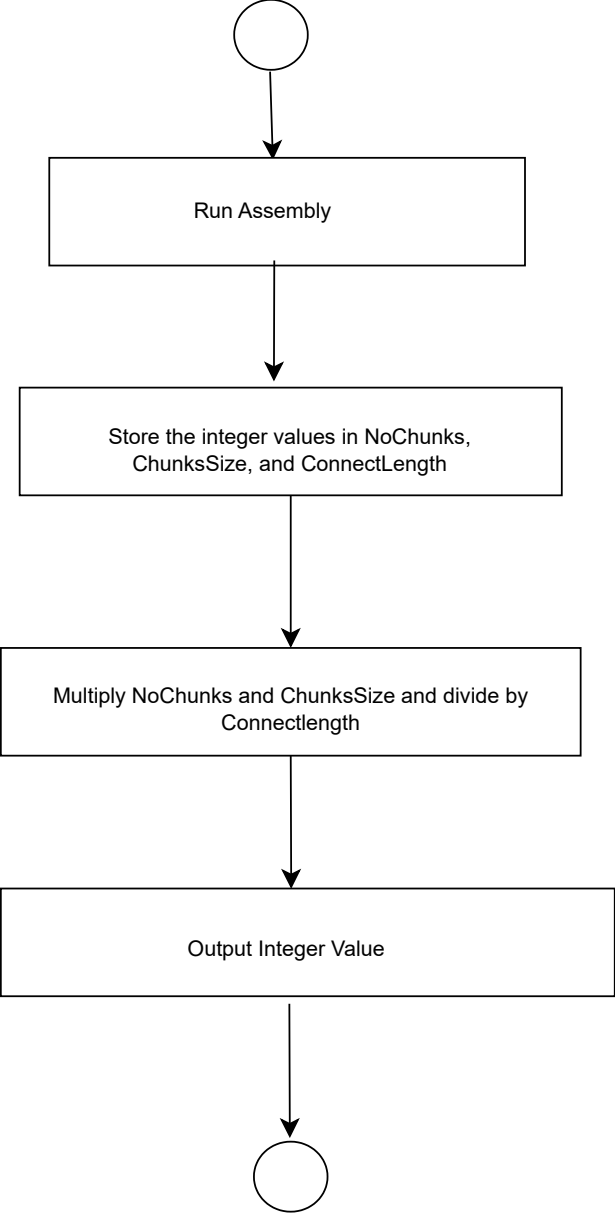 Run Assembly
Store the integer values in NoChunks,
ChunksSize, and ConnectLength
Multiply NoChunks and ChunksSize and divide by
Connectlength
Output Integer Value